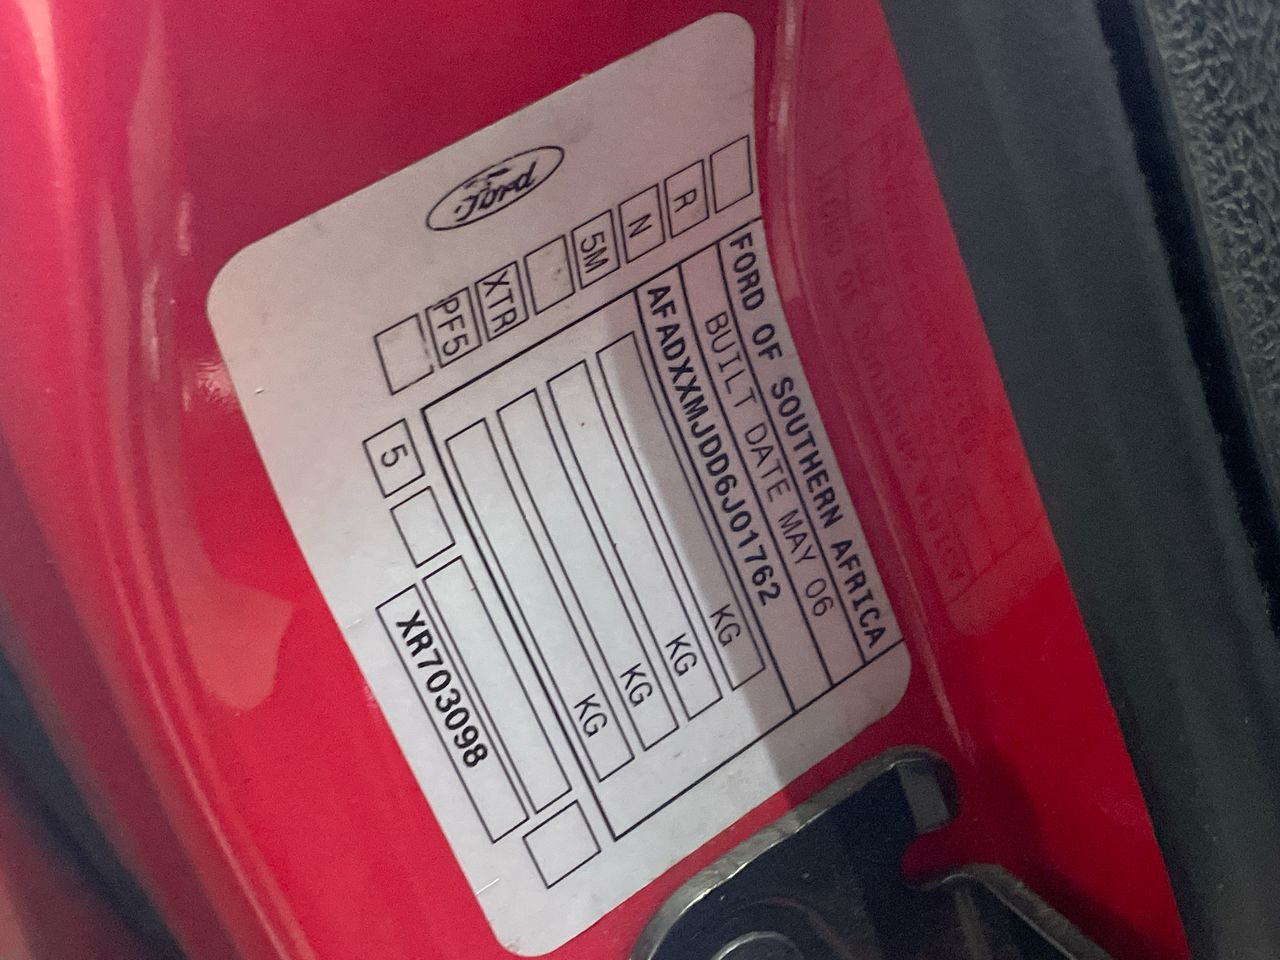 Ford
FORD OF SOUTHERN AFRICA
BUILT DATE MAY 06
AFADXXMJDD6J01762
KG
KG
KG
KG
R
N
5M
XTR
PF5
5
XR703098